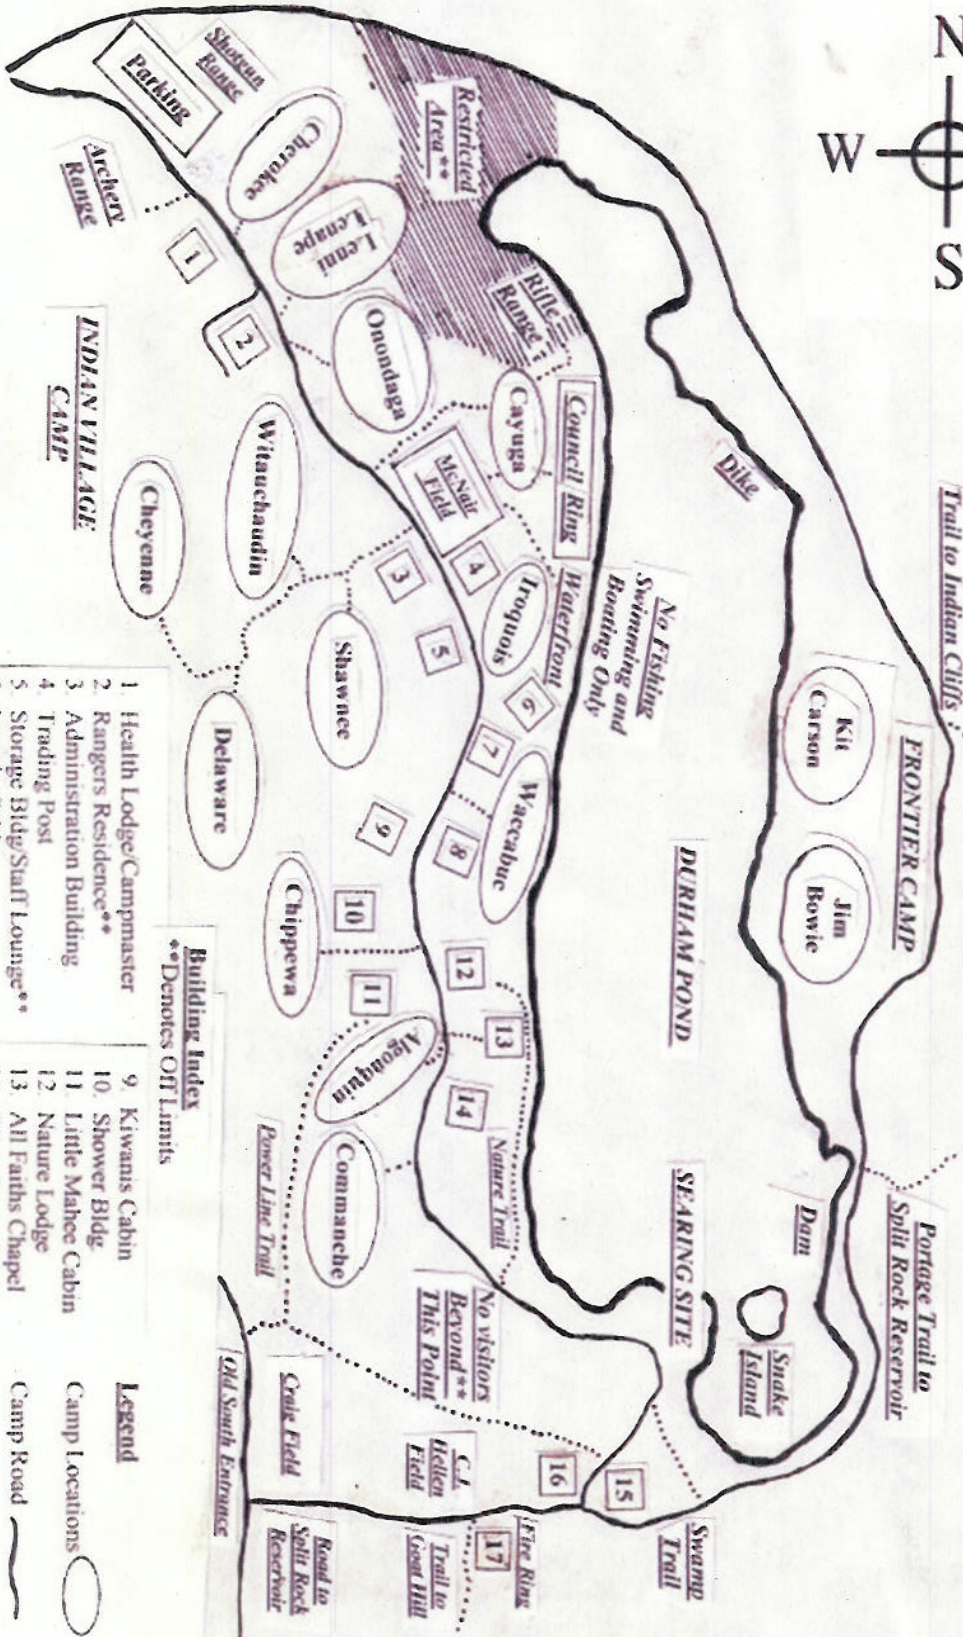 N
W
S
Trail to Indian Cliffs
FRONTIER CAMP
Kit
Carson
Jim
Bowie
Portage Trail to
Split Rock Reservoir
Dam
Snake
Island
Dike
DURHAM POND
SEARING SITE
Swamp
Trail
No Fishing
Swimming and
Boating Only
Restricted
Area**
Rifle
Range
Council Ring
Waterfront
Shotgun
Range
Parking
Cherokee
Lenni
Lenape
Onondaga
Cayuga
McNair
Field
Iroquois
Waccabuc
Archery
Range
1
2
3
4
5
6
7
8
9
10
11
12
13
14
15
16
17
Nature Trail
No visitors
Beyond**
This Point
Fire Ring
C.J.
Hellen
Field
Trail to
Goat Hill
INDIAN VILLAGE
CAMP
Witauchaudin
Cheyenne
Shawnee
Delaware
Chippewa
Algonquin
Commanche
Power Line Trail
Craig Field
Old South Entrance
Road to
Split Rock
Reservoir
Building Index
**Denotes Off Limits
1. Health Lodge/Campmaster
2. Rangers Residence**
3. Administration Building
4. Trading Post
5. Storage Bldg/Staff Lounge**
9. Kiwanis Cabin
10. Shower Bldg.
11. Little Mahee Cabin
12. Nature Lodge
13. All Faiths Chapel
Legend
Camp Locations
Camp Road